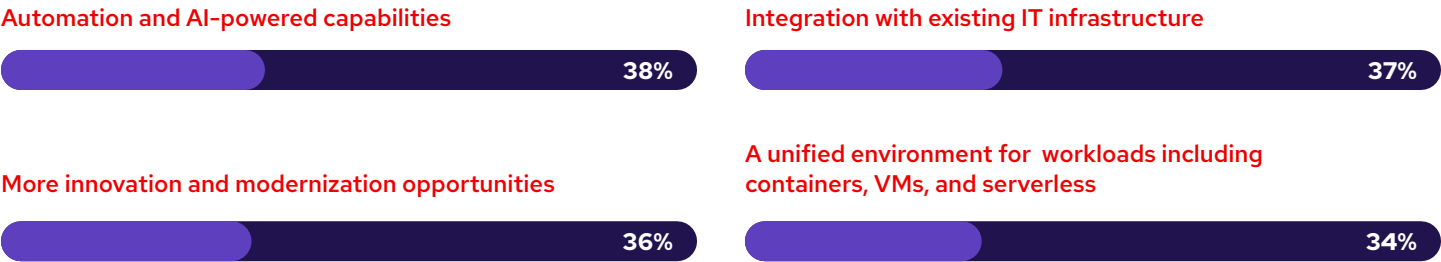 Automation and AI-powered capabilities
38%
Integration with existing IT infrastructure
37%
More innovation and modernization opportunities
36%
A unified environment for workloads including
containers, VMs, and serverless
34%